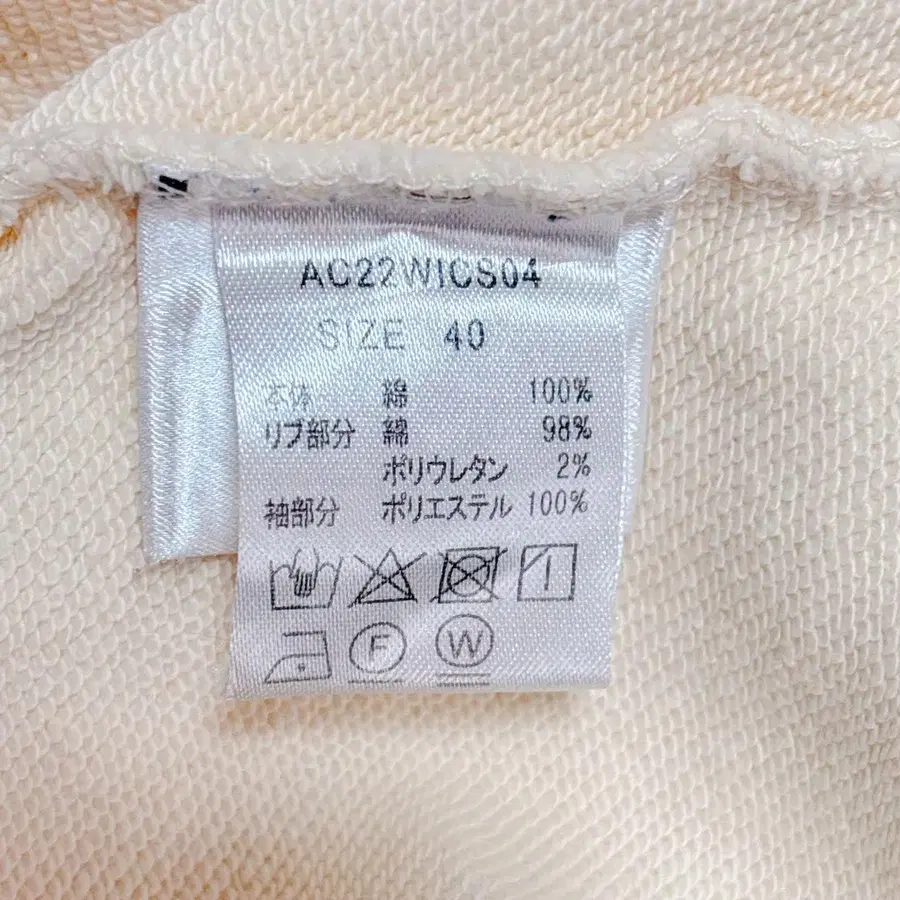 AC22WICS04
SIZE 40
本体 綿 100%
リブ部分 綿 98%
ポリウレタン 2%
袖部分 ポリエステル 100%
F W